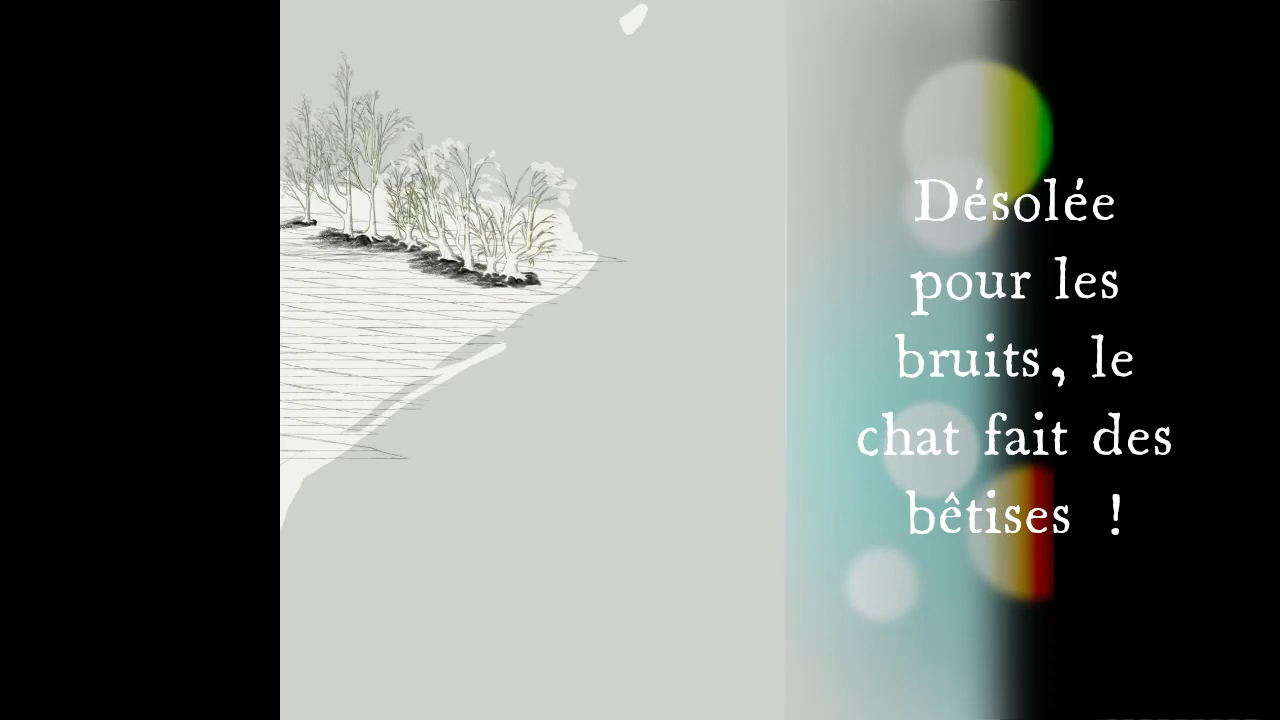 Désolée
pour les
bruits, le
chat fait des
bêtises !